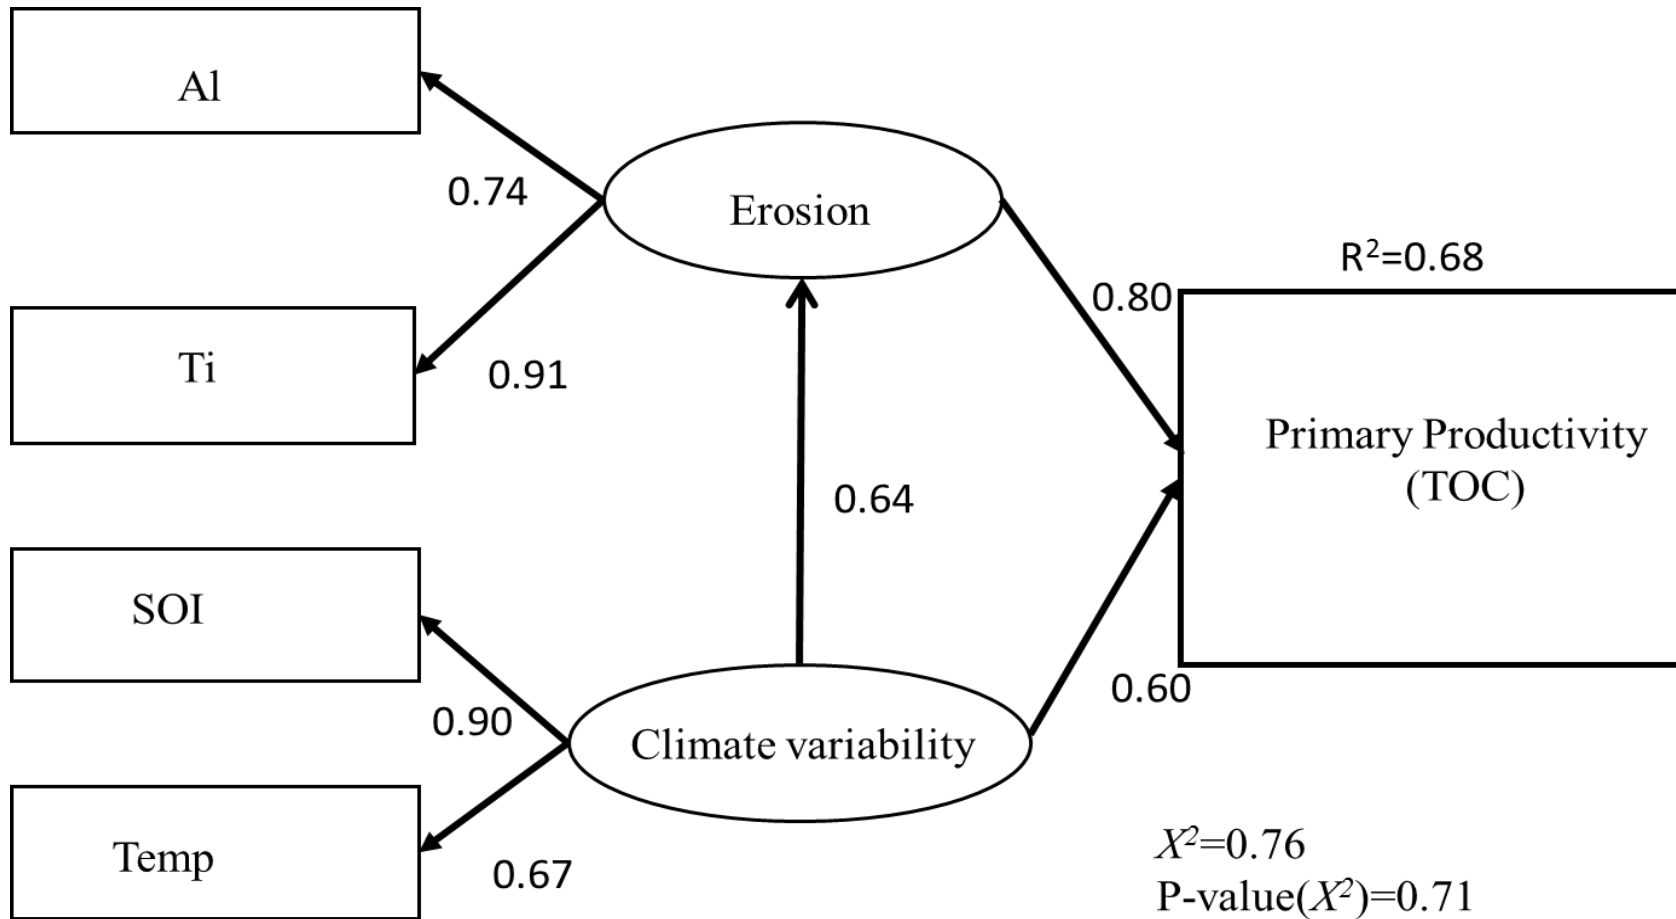 Al
0.74
Erosion
R²=0.68
0.80
Ti
0.91
Primary Productivity
(TOC)
0.64
SOI
0.90
Climate variability
0.60
Temp
0.67
X²=0.76
P-value(X²)=0.71